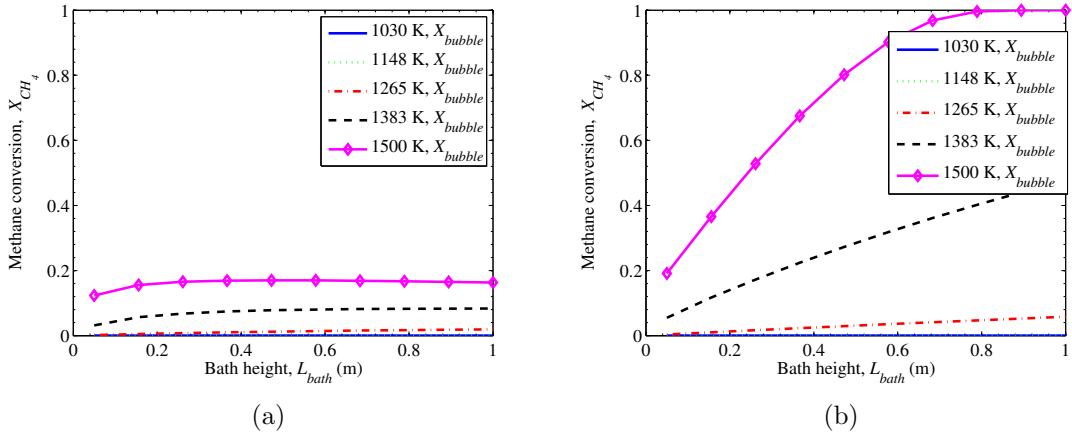 1
0.8
0.6
0.4
0.2
0
0 0.2 0.4 0.6 0.8 1
Methane conversion, X_CH4
Bath height, L_bath (m)
1030 K, X_bubble
1148 K, X_bubble
1265 K, X_bubble
1383 K, X_bubble
1500 K, X_bubble
(a)
1
0.8
0.6
0.4
0.2
0
0 0.2 0.4 0.6 0.8 1
Methane conversion, X_CH4
Bath height, L_bath (m)
1030 K, X_bubble
1148 K, X_bubble
1265 K, X_bubble
1383 K, X_bubble
1500 K, X_bubble
(b)